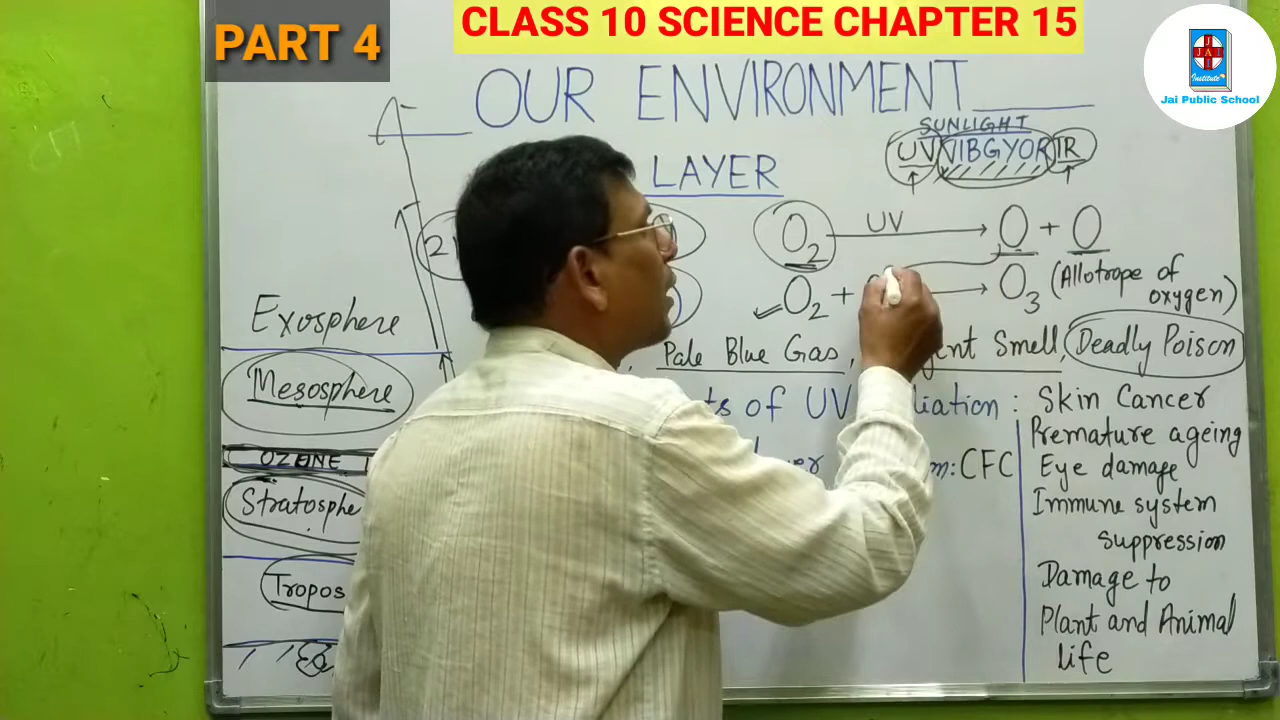 PART 4
CLASS 10 SCIENCE CHAPTER 15
JAI
Institute
Jai Public School
OUR ENVIRONMENT
SUNLIGHT
UV VIBGYOR IR
LAYER
O2 UV O + O
O2 + O3 (Allotrope of
oxygen)
Pale Blue Gas, Smell, Deadly Poison
of UV : Skin Cancer
Premature ageing
CFC Eye damage
Immune system
suppression
Damage to
Plant and Animal
life
Exosphere
Mesosphere
OZONE
Stratosphe
Tropos